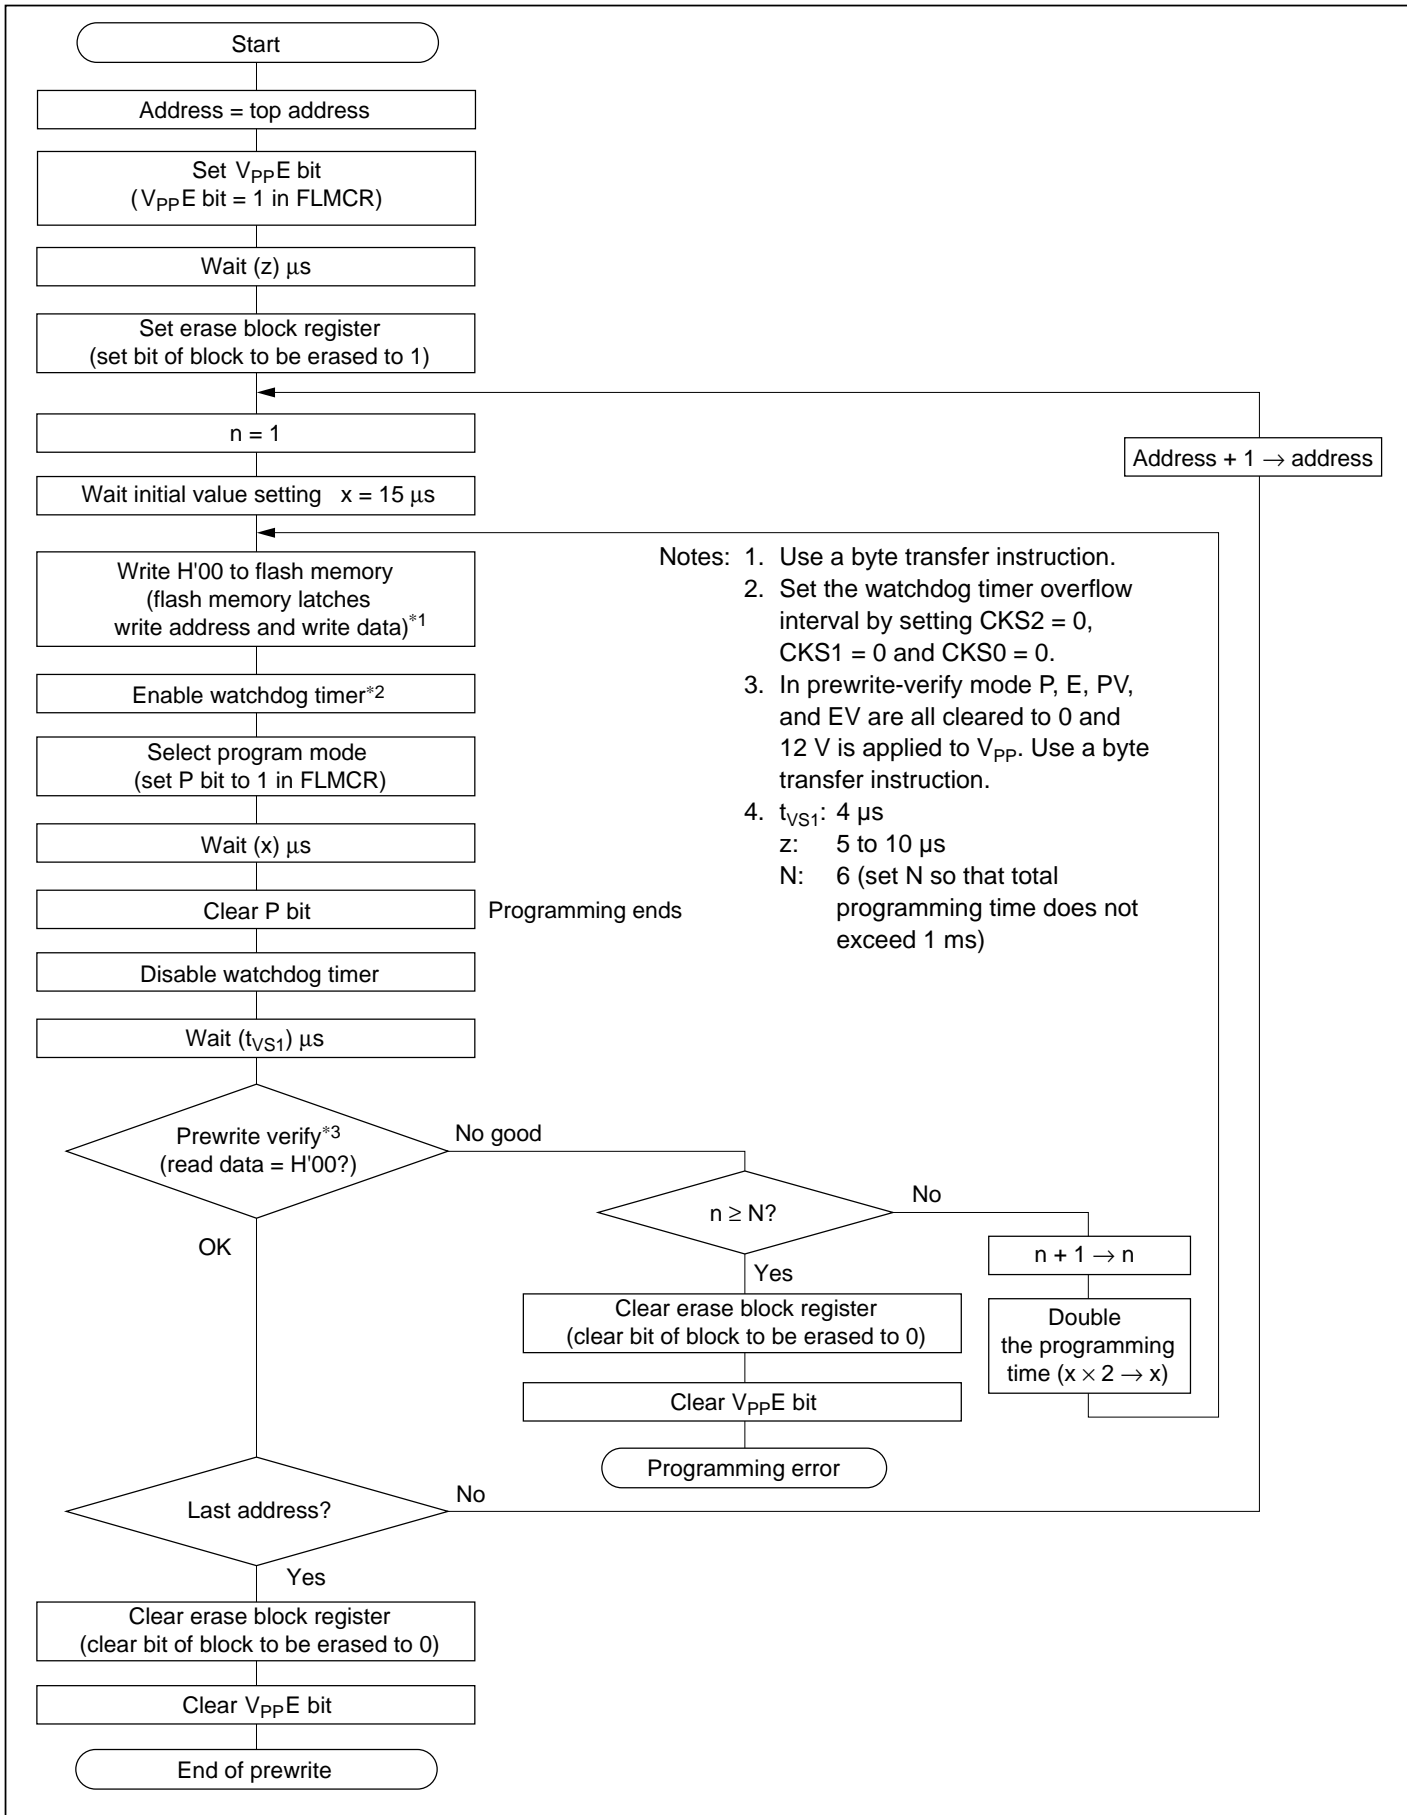 Start
Address = top address
Set VPPE bit
(VPPE bit = 1 in FLMCR)
Wait (z) μs
Set erase block register
(set bit of block to be erased to 1)
n = 1
Address + 1 → address
Wait initial value setting x = 15 μs
Write H'00 to flash memory
(flash memory latches
write address and write data)*1
Enable watchdog timer*2
Select program mode
(set P bit to 1 in FLMCR)
Wait (x) μs
Clear P bit
Programming ends
Disable watchdog timer
Wait (tVS1) μs
Notes: 1. Use a byte transfer instruction.
2. Set the watchdog timer overflow
interval by setting CKS2 = 0,
CKS1 = 0 and CKS0 = 0.
3. In prewrite-verify mode P, E, PV,
and EV are all cleared to 0 and
12 V is applied to VPP. Use a byte
transfer instruction.
4. tVS1: 4 μs
z: 5 to 10 μs
N: 6 (set N so that total
programming time does not
exceed 1 ms)
Prewrite verify*3
(read data = H'00?)
No good
OK
n ≥ N?
No
Yes
n + 1 → n
Double
the programming
time (x × 2 → x)
Clear erase block register
(clear bit of block to be erased to 0)
Clear VPPE bit
Programming error
Last address?
No
Yes
Clear erase block register
(clear bit of block to be erased to 0)
Clear VPPE bit
End of prewrite